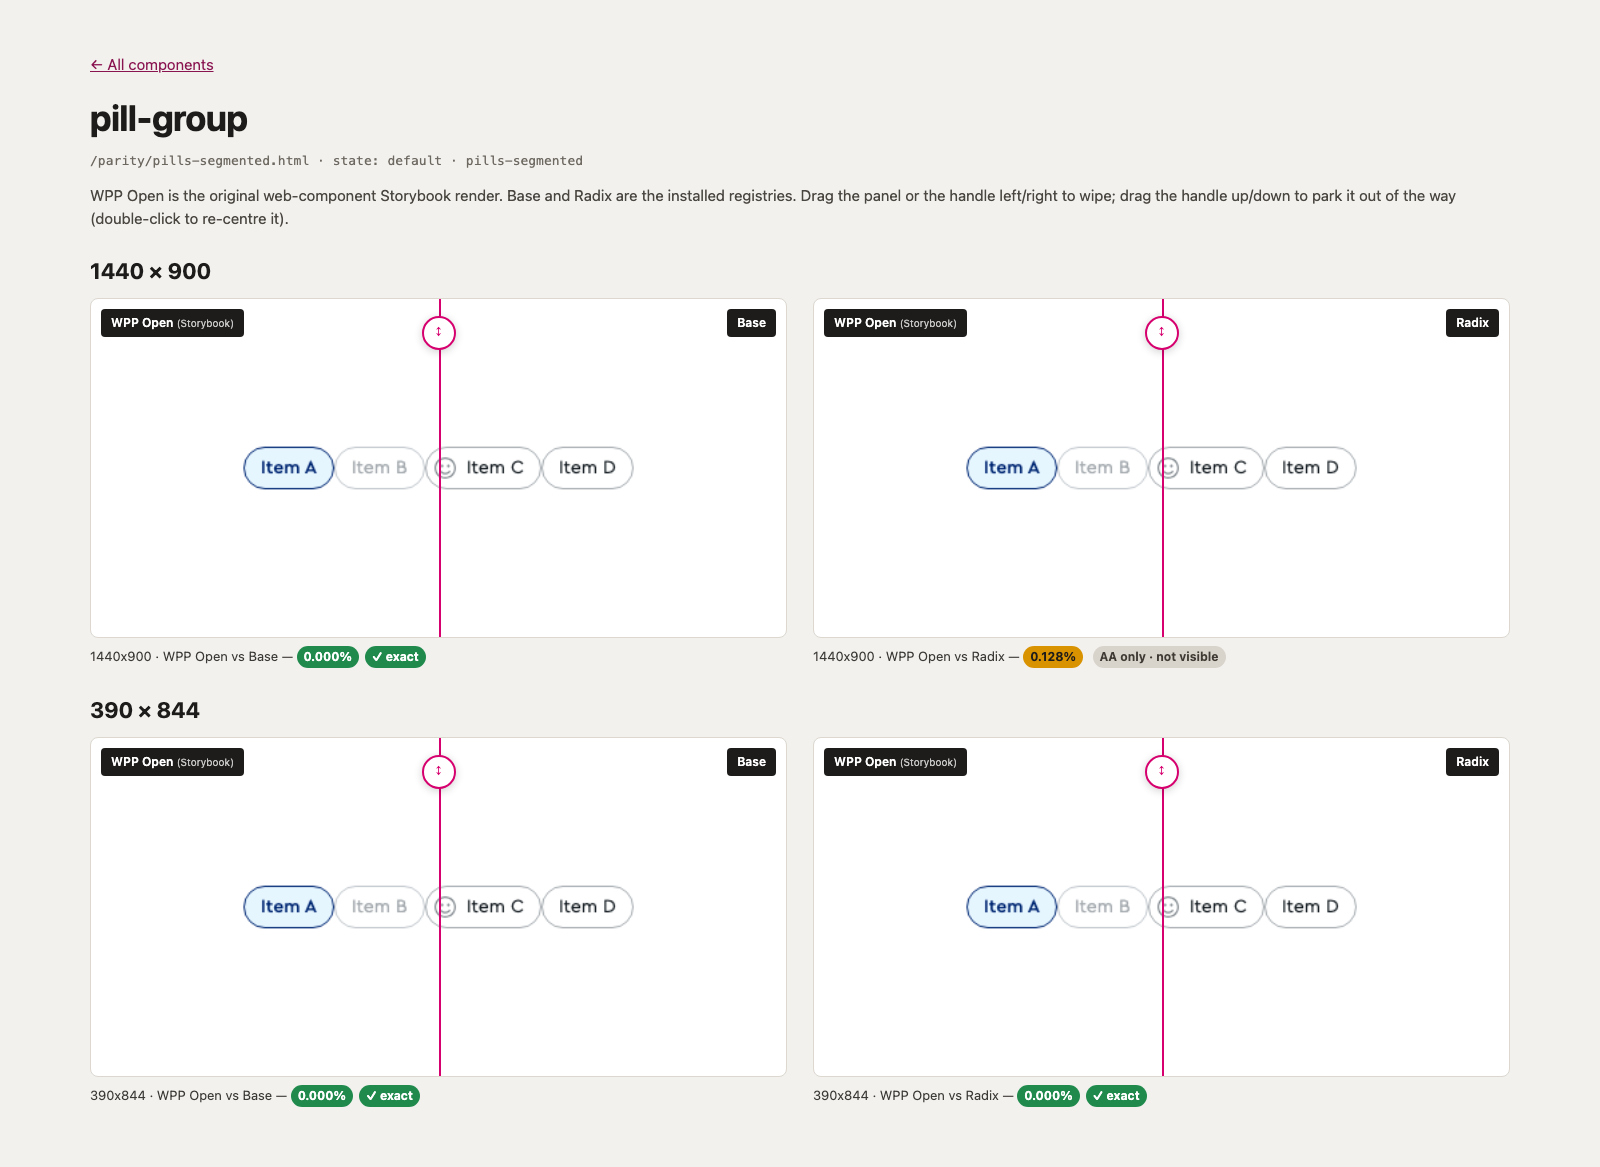 ← All components
pill-group
/parity/pills-segmented.html · state: default · pills-segmented
WPP Open is the original web-component Storybook render. Base and Radix are the installed registries. Drag the panel or the handle left/right to wipe; drag the handle up/down to park it out of the way
(double-click to re-centre it).
1440 × 900
WPP Open (Storybook) Base
Item A Item B Item C Item D
1440x900 · WPP Open vs Base — 0.000% ✓ exact
WPP Open (Storybook) Radix
Item A Item B Item C Item D
1440x900 · WPP Open vs Radix — 0.128% AA only · not visible
390 × 844
WPP Open (Storybook) Base
Item A Item B Item C Item D
390x844 · WPP Open vs Base — 0.000% ✓ exact
WPP Open (Storybook) Radix
Item A Item B Item C Item D
390x844 · WPP Open vs Radix — 0.000% ✓ exact